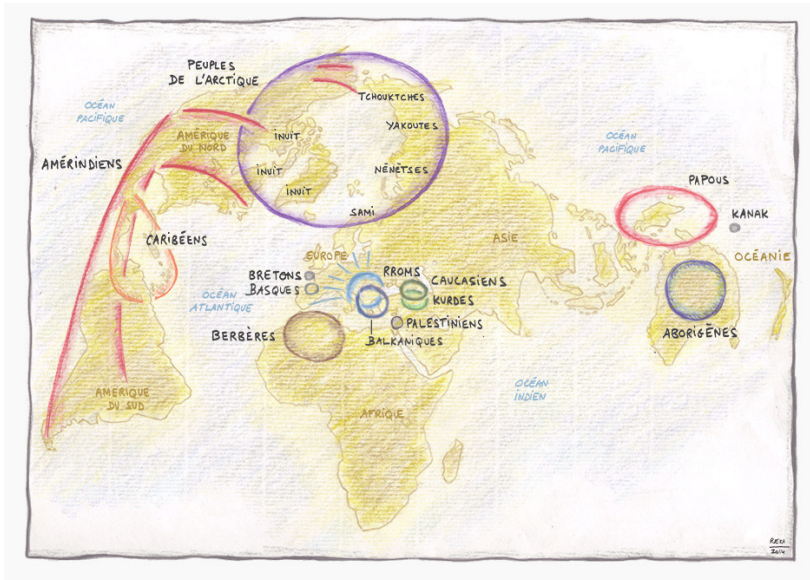 PEUPLES
DE L'ARCTIQUE
TCHOUKTCHES
OCÉAN
PACIFIQUE
AMÉRIQUE
DU NORD
INUIT
YAKOUTES
OCÉAN
PACIFIQUE
AMÉRINDIENS
INUIT
NÉNÈTSES
INUIT
PAPOUS
SAMI
KANAK
CARIBÉENS
ASIE
EUROPE
OCÉANIE
BRETONS
RROMS
BASQUES
CAUCASIENS
OCÉAN
ATLANTIQUE
KURDES
BERBÈRES
PALESTINIENS
ABORIGÈNES
BALKANIQUES
OCÉAN
INDIEN
AMÉRIQUE
DU SUD
AFRIQUE
2014